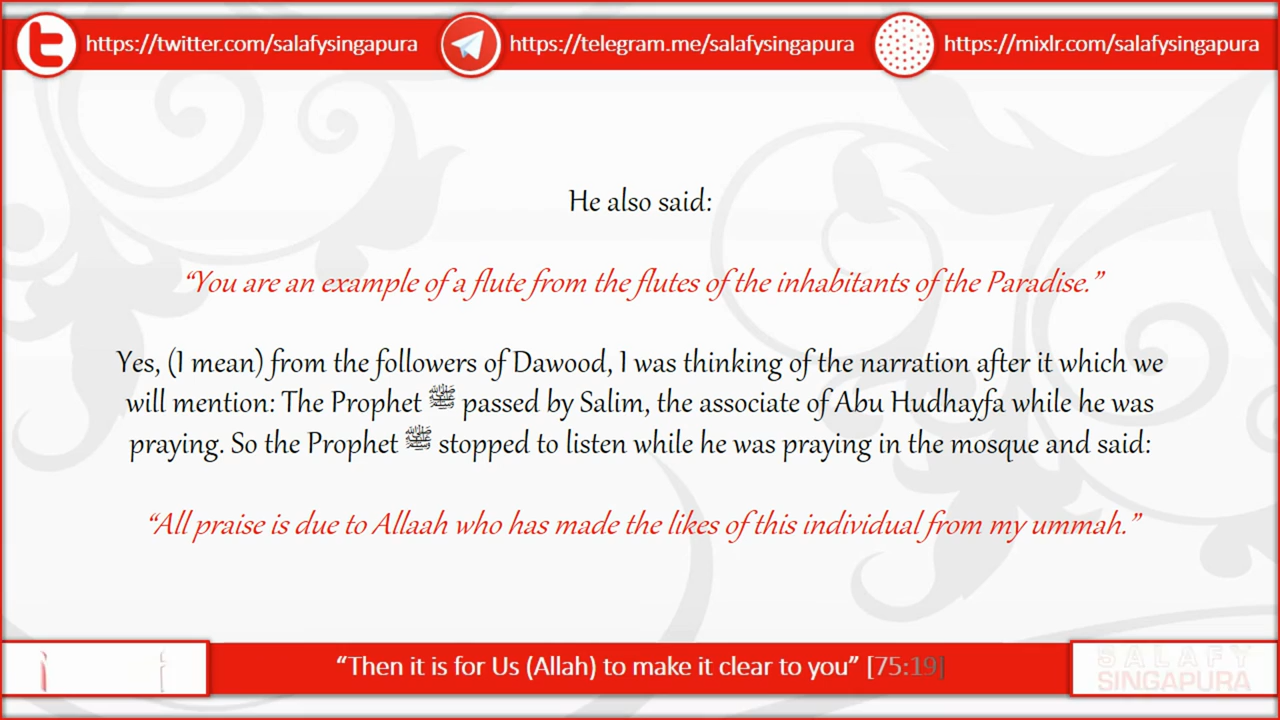 https://twitter.com/salafysingapura
https://telegram.me/salafysingapura
https://mixlr.com/salafysingapura
He also said:
“You are an example of a flute from the flutes of the inhabitants of the Paradise.”
Yes, (I mean) from the followers of Dawood, I was thinking of the narration after it which we
will mention: The Prophet ﷺ passed by Salim, the associate of Abu Hudhayfa while he was
praying. So the Prophet ﷺ stopped to listen while he was praying in the mosque and said:
“All praise is due to Allaah who has made the likes of this individual from my ummah.”
“Then it is for Us (Allah) to make it clear to you” [75:19]
SALAFY
SINGAPURA